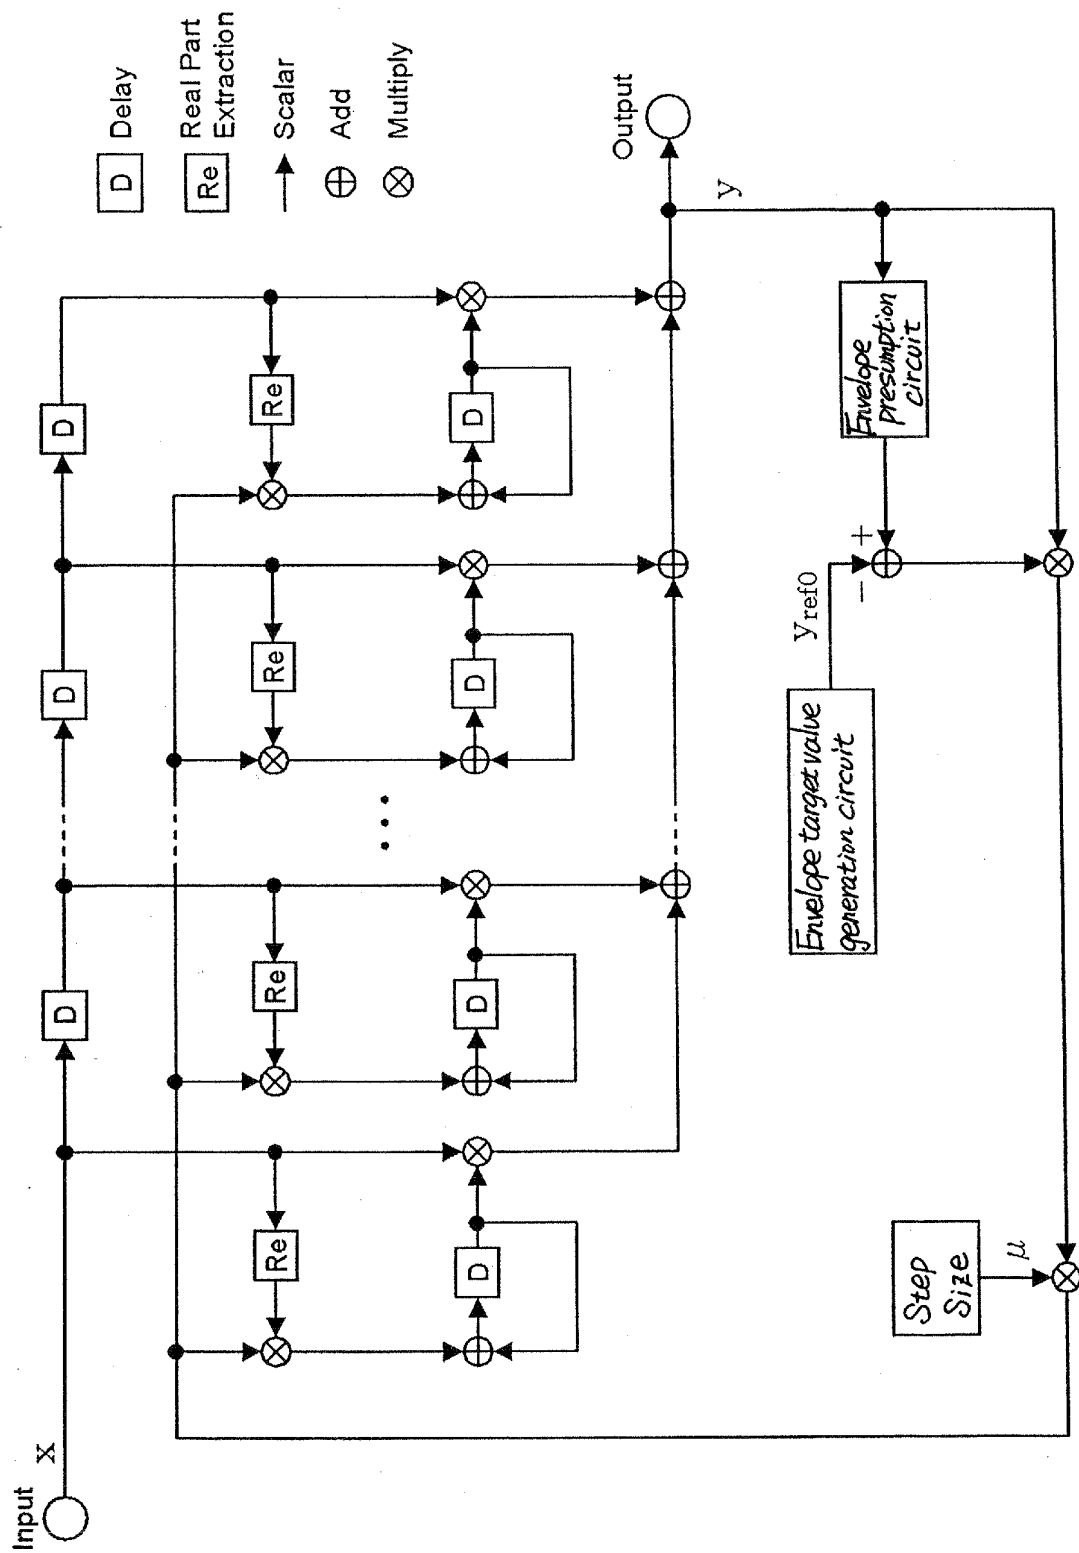 Input
x
D
D
D
D
Delay
Re
Real Part
Extraction
Scalar
Add
Multiply
Re
Re
Re
Re
D
D
D
D
Output
y
Envelope
presumption
circuit
+
−
yref0
Envelope target value
generation circuit
Step
Size
μ